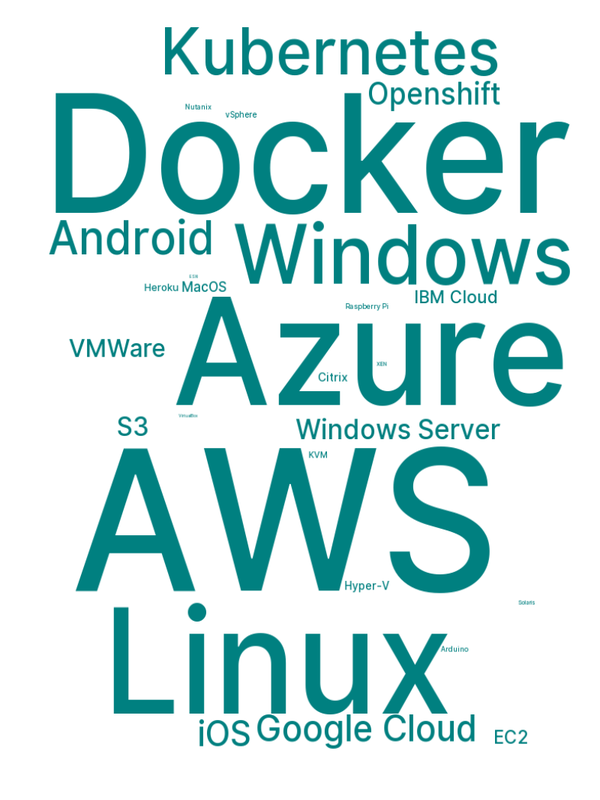 Kubernetes
Openshift
Nutanix
vSphere
Docker
Android
Windows
Heroku
MacOS
IBM Cloud
Raspberry Pi
Azure
VMWare
XEN
Citrix
VirtualBox
S3
Windows Server
KVM
AWS
Hyper-V
Solaris
Linux
Arduino
iOS
Google Cloud
EC2